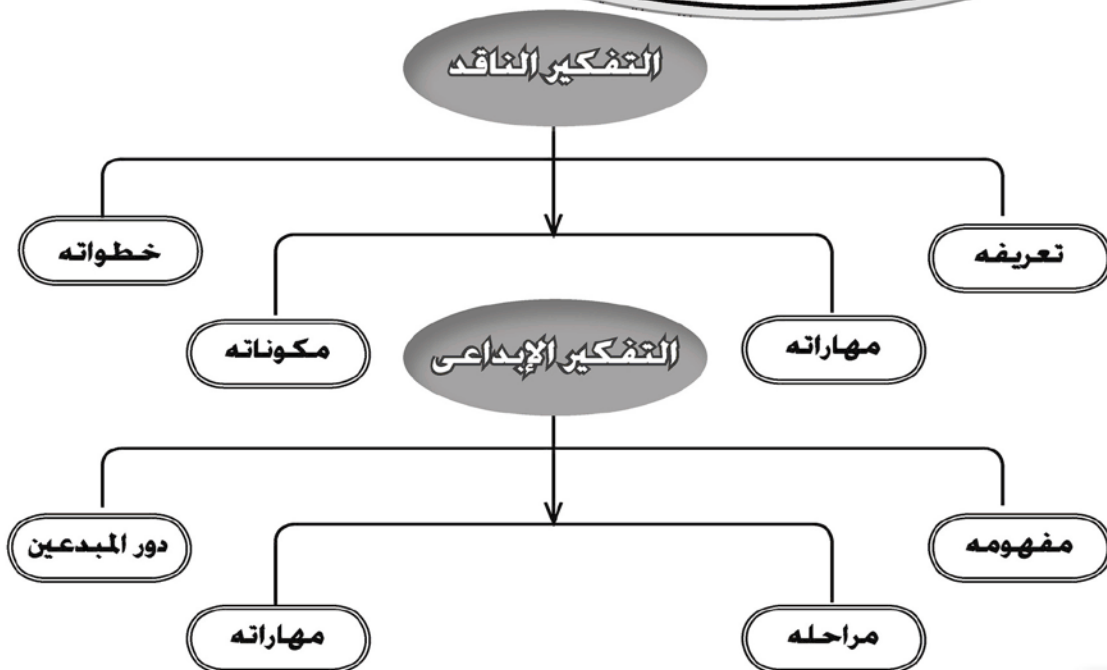 التفكير الناقد
تعريفه
خطواته
مهاراته
مكوناته
التفكير الإبداعى
مفهومه
دور المبدعين
مراحله
مهاراته